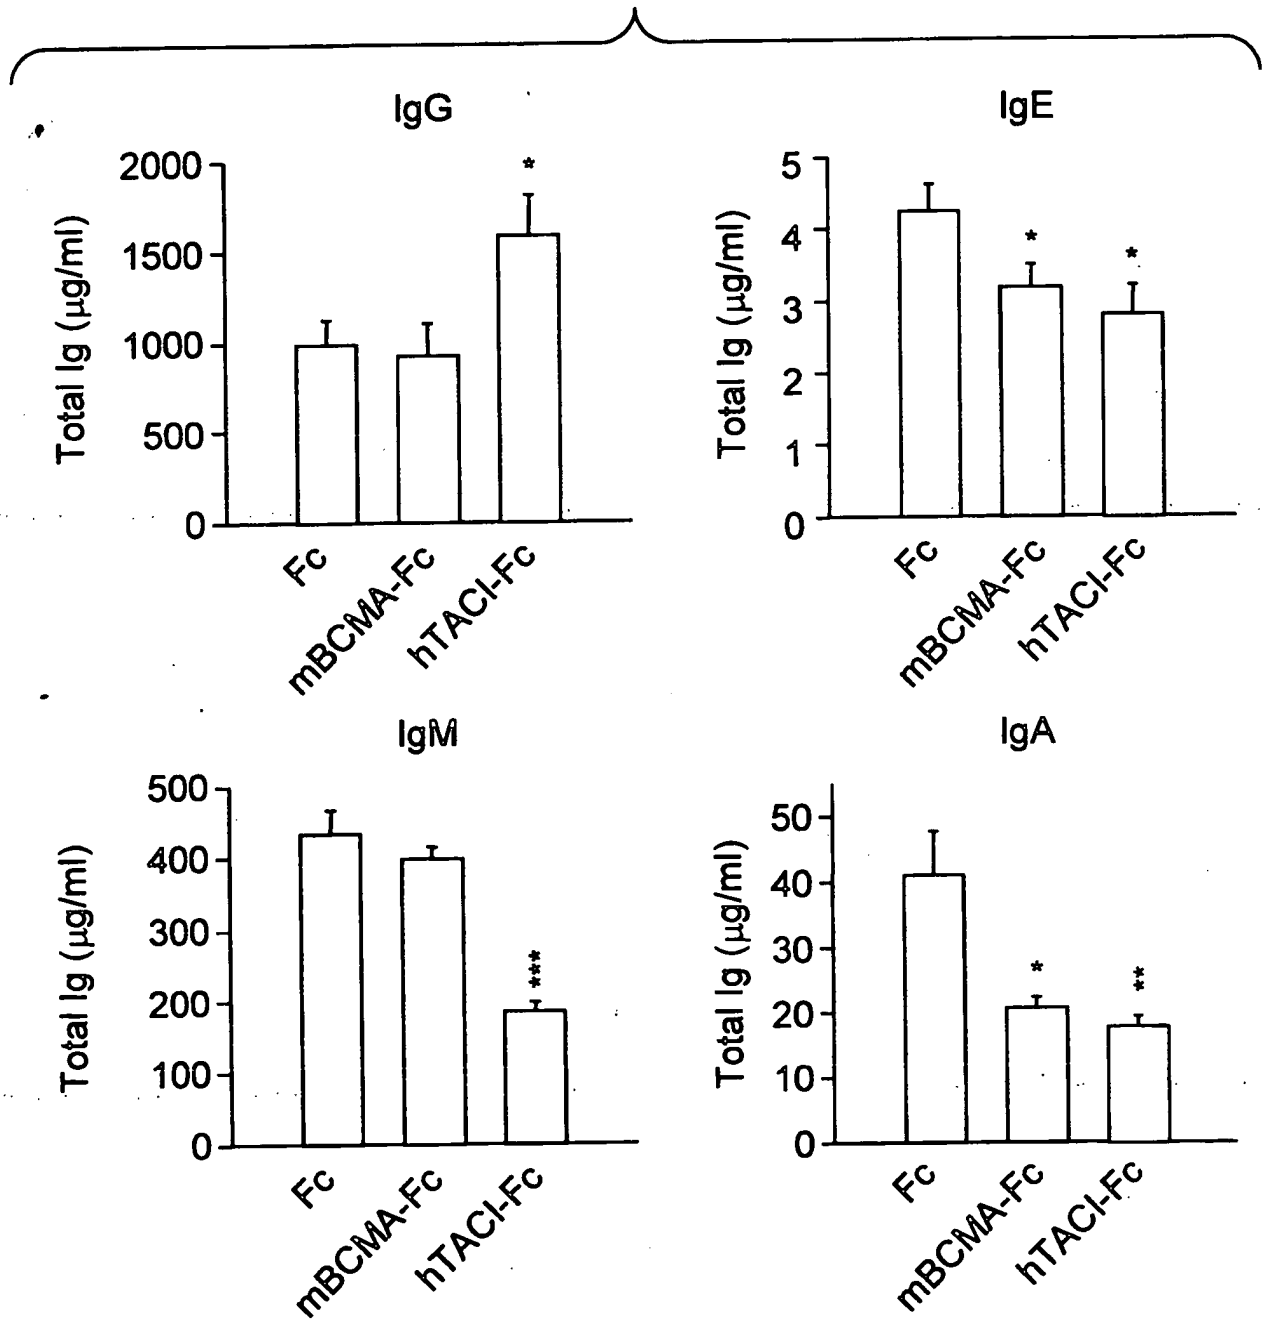 IgG
Total Ig (μg/ml)
2000
1500
1000
500
0
*
Fc
mBCMA-Fc
hTACI-Fc
IgE
Total Ig (μg/ml)
5
4
3
2
1
0
*
*
Fc
mBCMA-Fc
hTACI-Fc
IgM
Total Ig (μg/ml)
500
400
300
200
100
0
***
Fc
mBCMA-Fc
hTACI-Fc
IgA
Total Ig (μg/ml)
50
40
30
20
10
0
*
**
Fc
mBCMA-Fc
hTACI-Fc